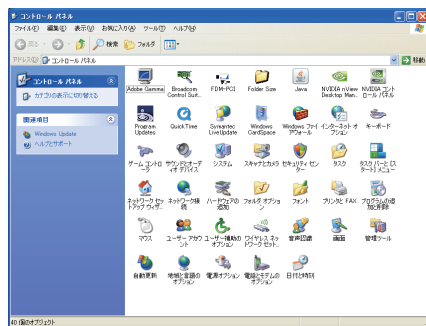 コントロール パネル
ファイル(F) 編集(E) 表示(V) お気に入り(A) ツール(T) ヘルプ(H)
戻る 検索 フォルダ
アドレス(D) コントロール パネル 移動
コントロール パネル
カテゴリの表示に切り替える
関連項目
Windows Update
ヘルプとサポート
Adobe Gamma
Broadcom Control Suit...
FDM-PCI
Folder Size
Java
NVIDIA nView Desktop Man...
NVIDIA コントロール パネル
Program Updates
QuickTime
Symantec LiveUpdate
Windows CardSpace
Windows ファイアウォール
インターネット オプション
キーボード
ゲーム コントローラ
サウンドとオーディオ デバイス
システム
スキャナとカメラ
セキュリティ センター
タスク
タスク バーと [スタート] メニュー
ネットワーク セットアップ ウィザ...
ネットワーク接続
ハードウェアの追加
フォルダ オプション
フォント
プリンタと FAX
プログラムの追加と削除
マウス
ユーザー アカウント
ユーザー補助のオプション
ワイヤレス ネットワーク セット...
音声認識
画面
管理ツール
自動更新
地域と言語のオプション
電源オプション
電話とモデムのオプション
日付と時刻
40 個のオブジェクト